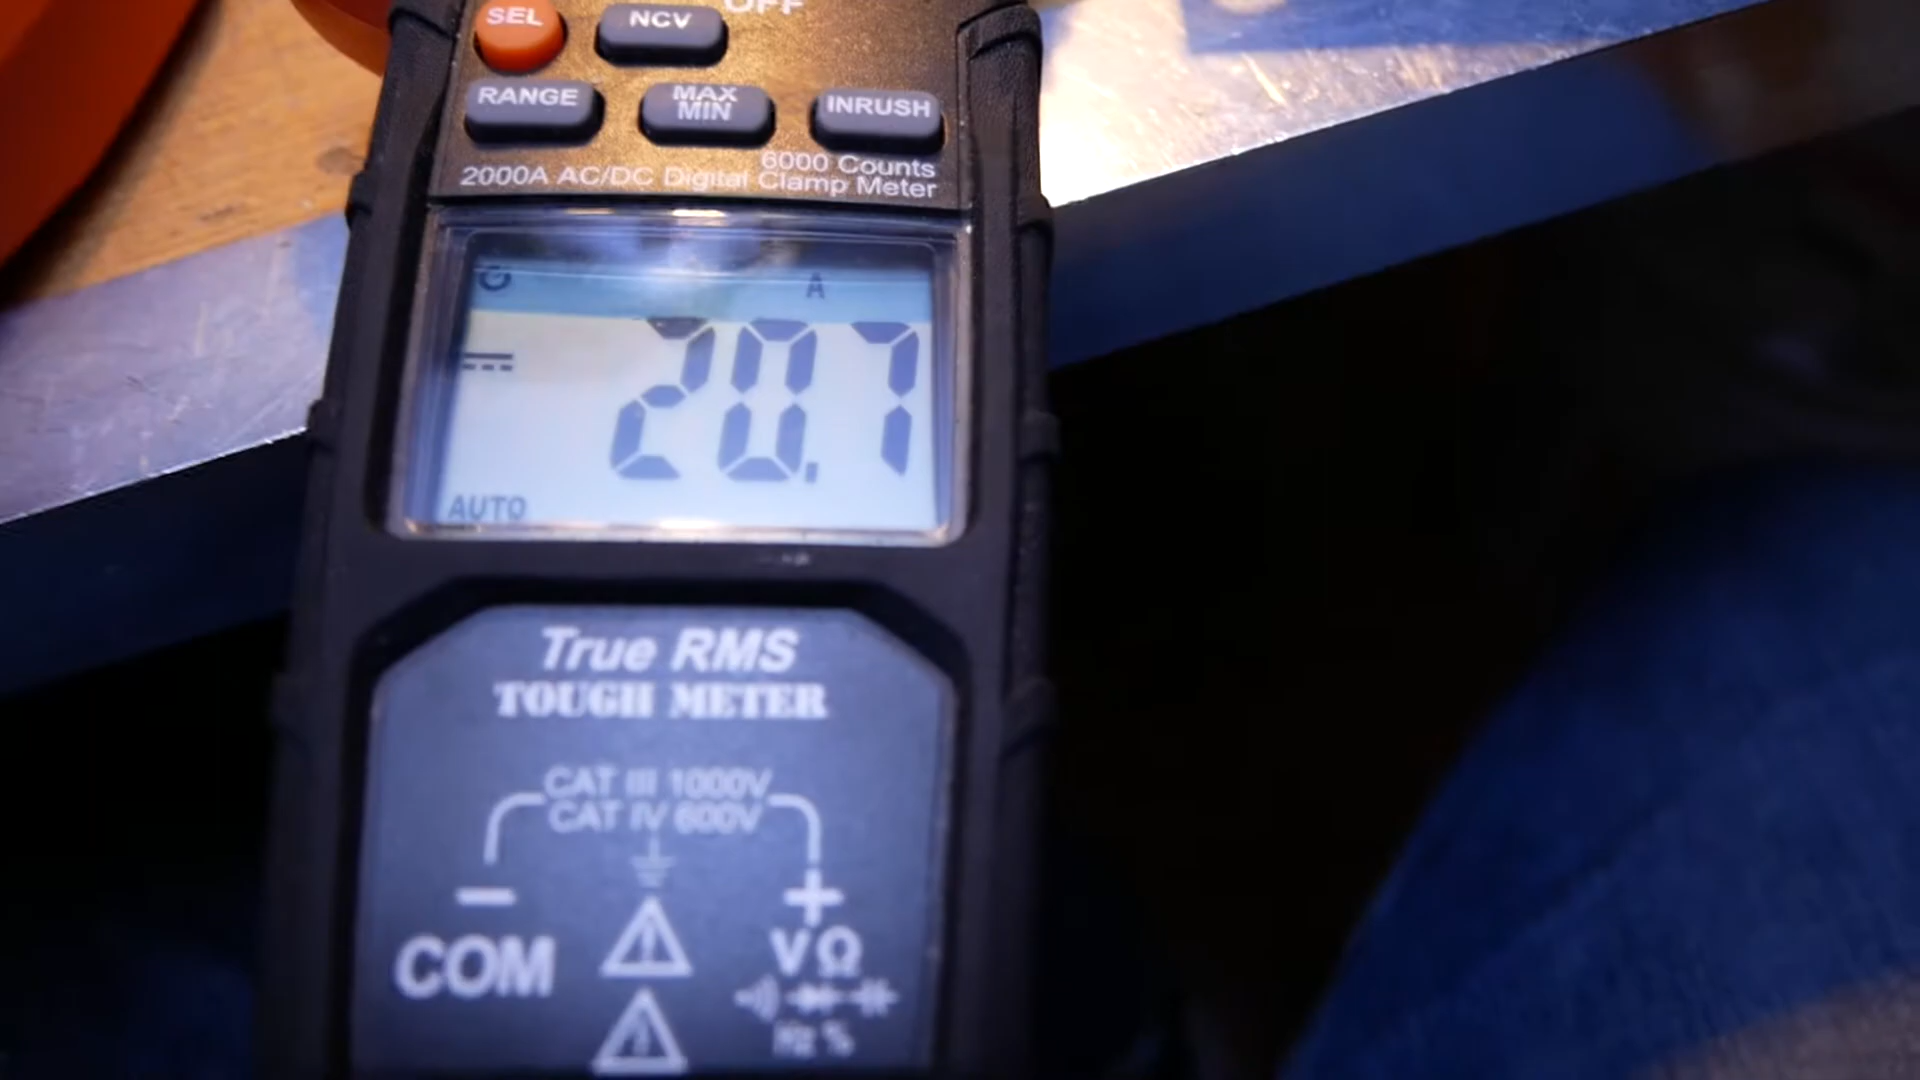 OFF
SEL
NCV
RANGE
MAX
MIN
INRUSH
6000 Counts
2000A AC/DC Digital Clamp Meter
A
20.7
AUTO
True RMS
TOUGH METER
CAT III 1000V
CAT IV 600V
− +
COM
VΩ
Hz %